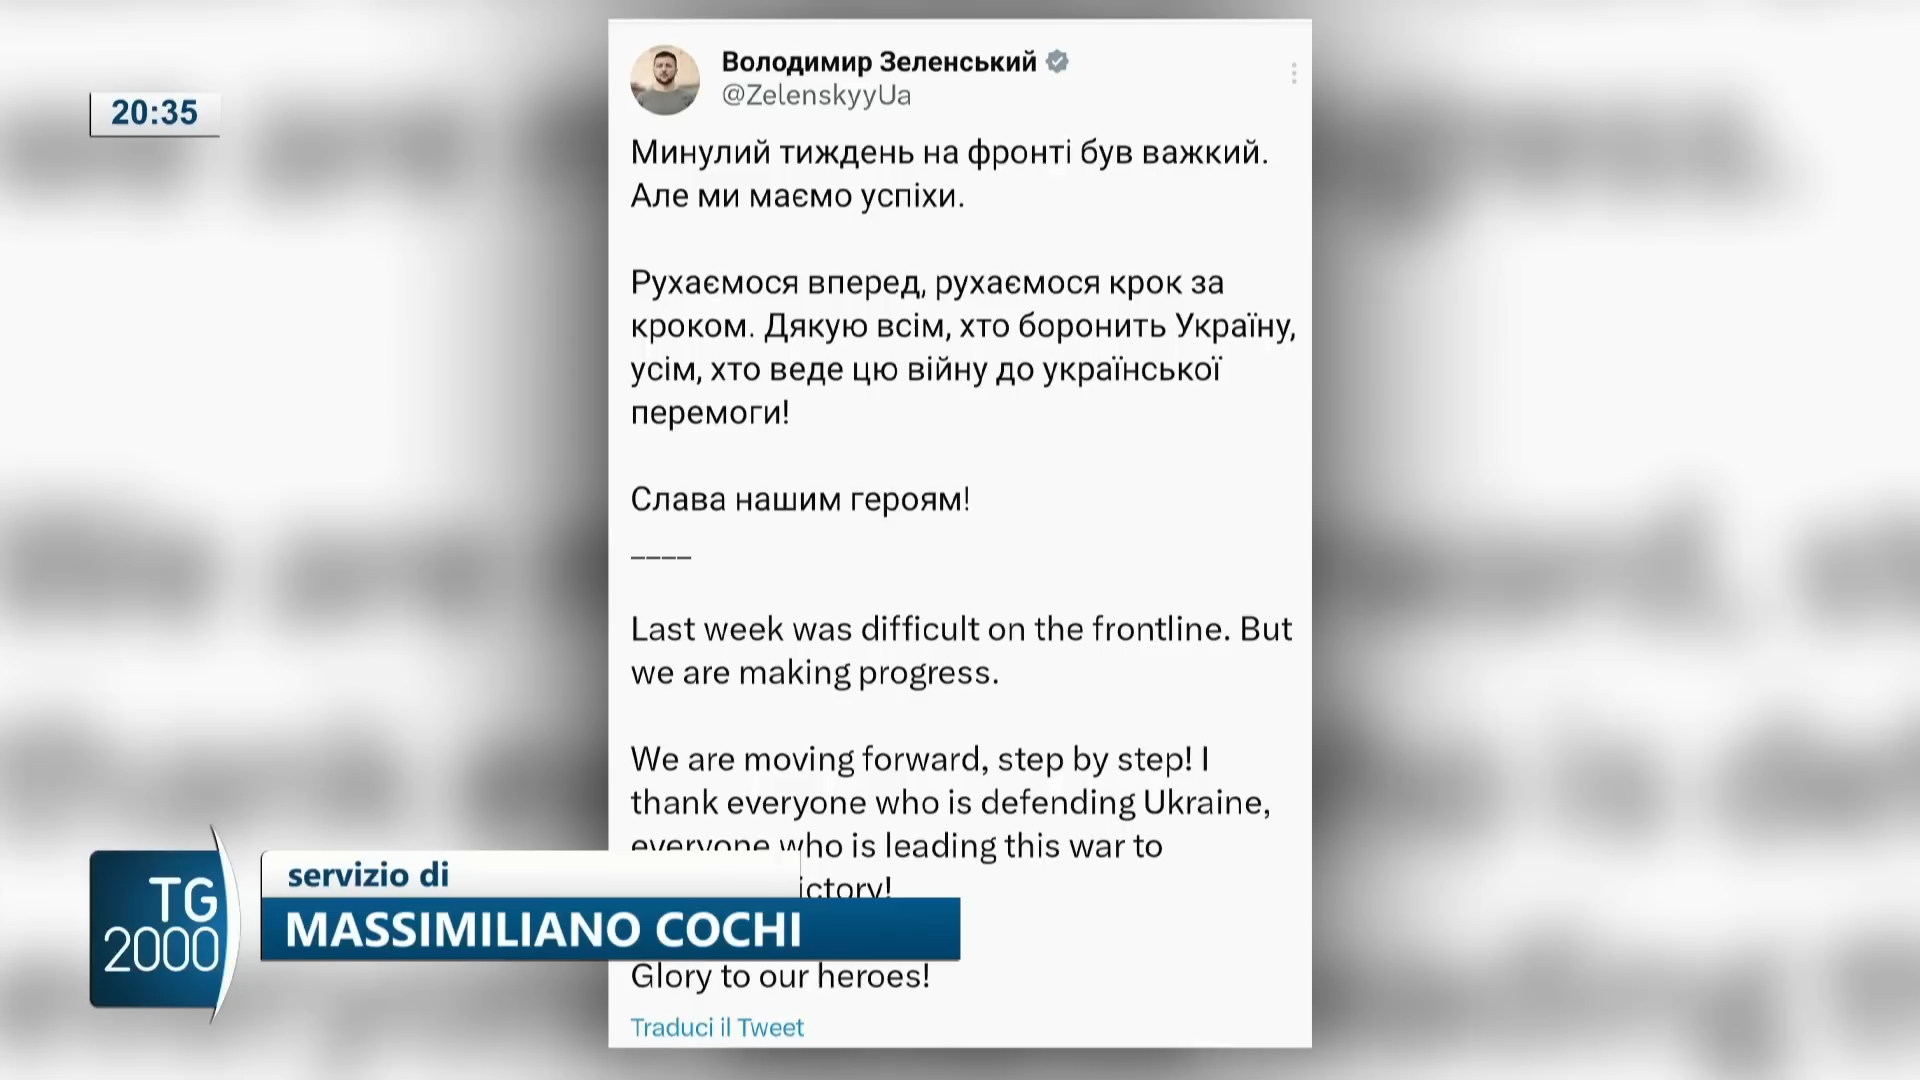 20:35
Володимир Зеленський
@ZelenskyyUa
Минулий тиждень на фронті був важкий.
Але ми маємо успіхи.
Рухаємося вперед, рухаємося крок за
кроком. Дякую всім, хто боронить Україну,
усім, хто веде цю війну до української
перемоги!
Слава нашим героям!
––––
Last week was difficult on the frontline. But
we are making progress.
We are moving forward, step by step! I
thank everyone who is defending Ukraine,
everyone who is leading this war to
ictory!
Glory to our heroes!
Traduci il Tweet
servizio di
MASSIMILIANO COCHI
TG
2000